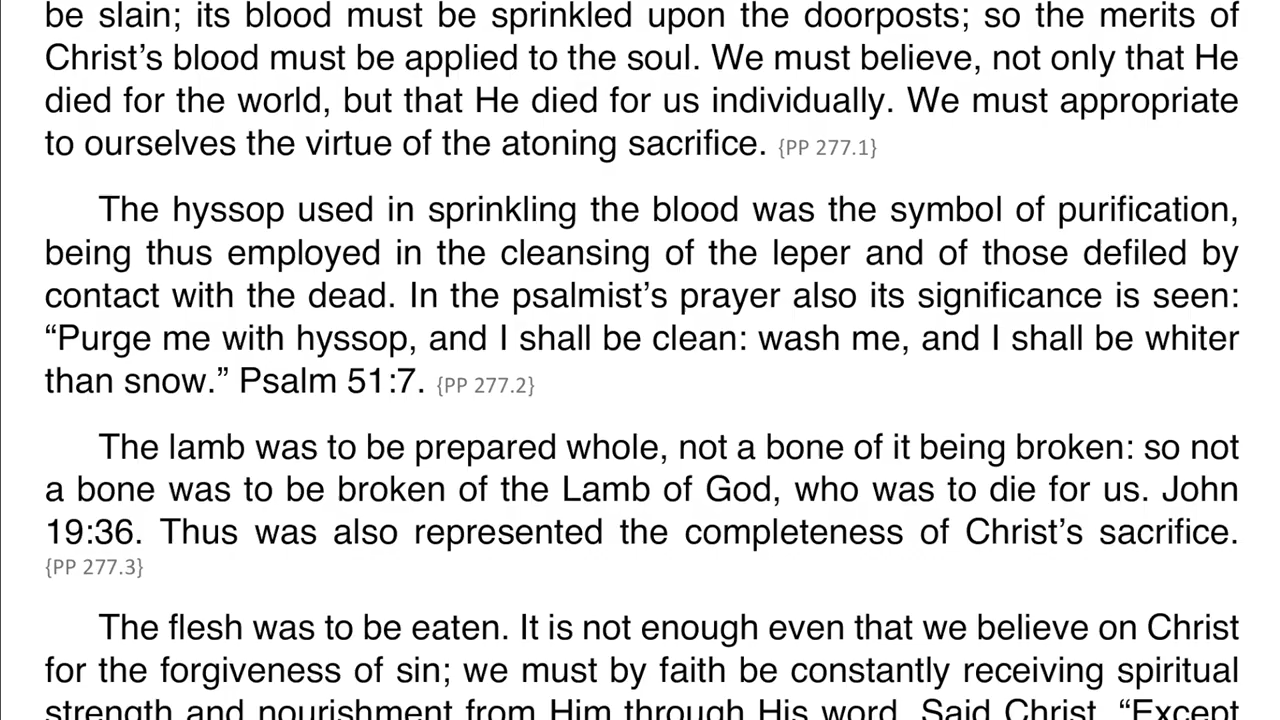 be slain; its blood must be sprinkled upon the doorposts; so the merits of
Christ’s blood must be applied to the soul. We must believe, not only that He
died for the world, but that He died for us individually. We must appropriate
to ourselves the virtue of the atoning sacrifice. {PP 277.1}
The hyssop used in sprinkling the blood was the symbol of purification,
being thus employed in the cleansing of the leper and of those defiled by
contact with the dead. In the psalmist’s prayer also its significance is seen:
“Purge me with hyssop, and I shall be clean: wash me, and I shall be whiter
than snow.” Psalm 51:7. {PP 277.2}
The lamb was to be prepared whole, not a bone of it being broken: so not
a bone was to be broken of the Lamb of God, who was to die for us. John
19:36. Thus was also represented the completeness of Christ’s sacrifice.
{PP 277.3}
The flesh was to be eaten. It is not enough even that we believe on Christ
for the forgiveness of sin; we must by faith be constantly receiving spiritual
strength and nourishment from Him through His word. Said Christ, “Except